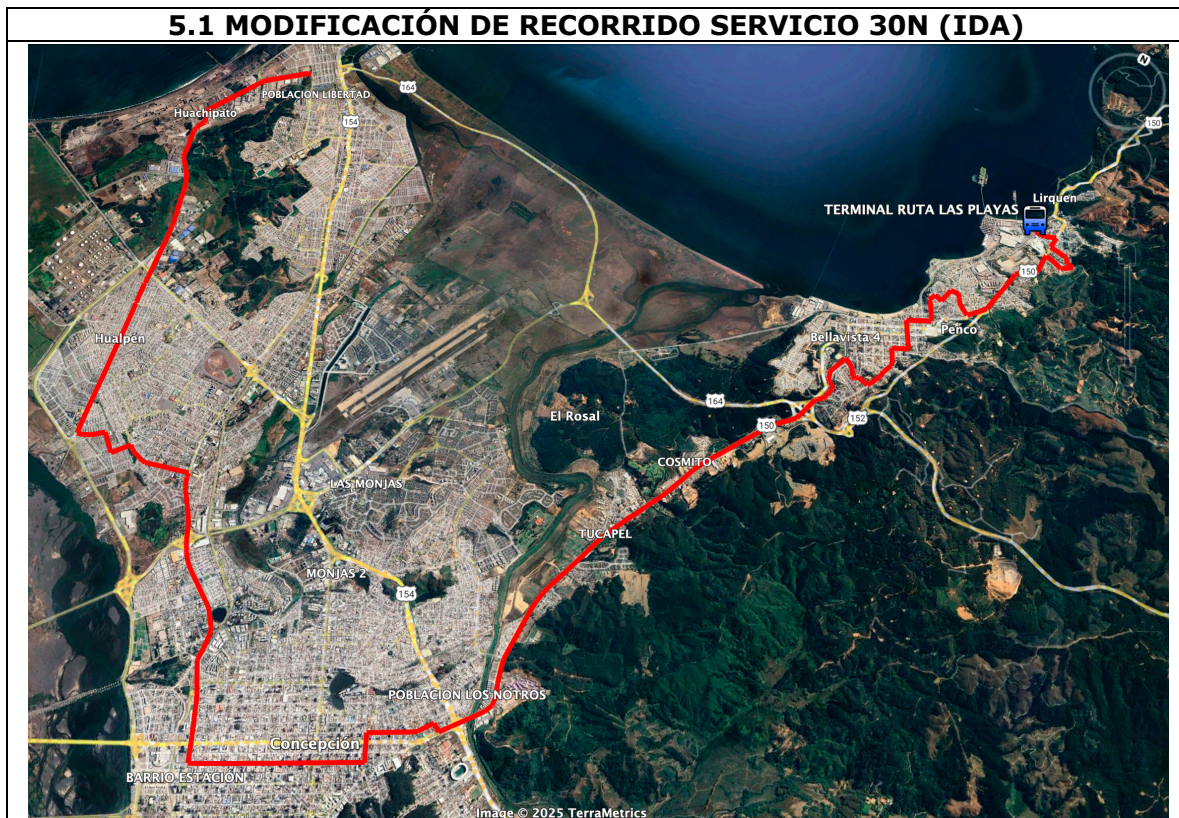 5.1 MODIFICACIÓN DE RECORRIDO SERVICIO 30N (IDA)
N
POBLACION LIBERTAD
164
Huachipato
154
150
Lirquen
TERMINAL RUTA LAS PLAYAS
150
Hualpen
Bellavista 4
Penco
164
El Rosal
150
152
COSMITO
LAS MONJAS
TUCAPEL
MONJAS 2
154
POBLACION LOS NOTROS
Concepción
BARRIO ESTACIÓN
Image © 2025 TerraMetrics